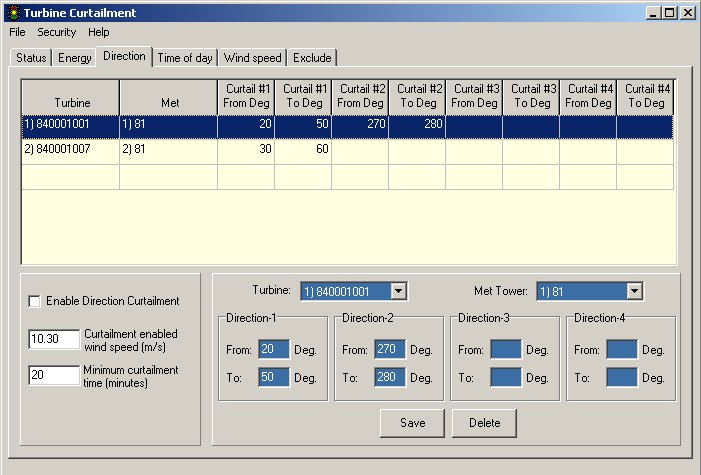 Turbine Curtailment
File Security Help
Status Energy Direction Time of day Wind speed Exclude
Turbine Met Curtail #1 From Deg Curtail #1 To Deg Curtail #2 From Deg Curtail #2 To Deg Curtail #3 From Deg Curtail #3 To Deg Curtail #4 From Deg Curtail #4 To Deg
1) 840001001 1) 81 20 50 270 280
2) 840001007 2) 81 30 60
Enable Direction Curtailment
10.30 Curtailment enabled
wind speed (m/s)
20 Minimum curtailment
time (minutes)
Turbine: 1) 840001001 Met Tower: 1) 81
Direction-1 Direction-2 Direction-3 Direction-4
From: 20 Deg. From: 270 Deg. From: Deg. From: Deg.
To: 50 Deg. To: 280 Deg. To: Deg. To: Deg.
Save Delete